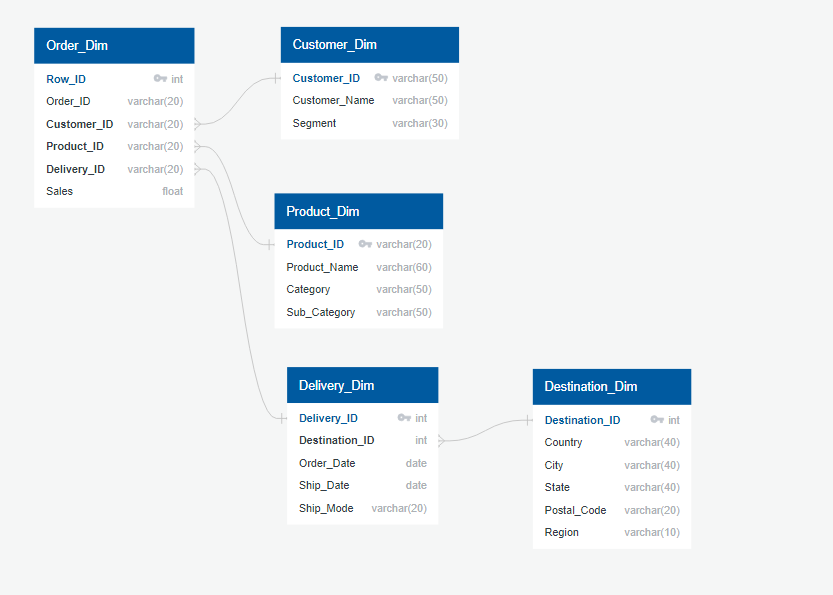 Order_Dim
Row_ID int
Order_ID varchar(20)
Customer_ID varchar(20)
Product_ID varchar(20)
Delivery_ID varchar(20)
Sales float
Customer_Dim
Customer_ID varchar(50)
Customer_Name varchar(50)
Segment varchar(30)
Product_Dim
Product_ID varchar(20)
Product_Name varchar(60)
Category varchar(50)
Sub_Category varchar(50)
Delivery_Dim
Delivery_ID int
Destination_ID int
Order_Date date
Ship_Date date
Ship_Mode varchar(20)
Destination_Dim
Destination_ID int
Country varchar(40)
City varchar(40)
State varchar(40)
Postal_Code varchar(20)
Region varchar(10)